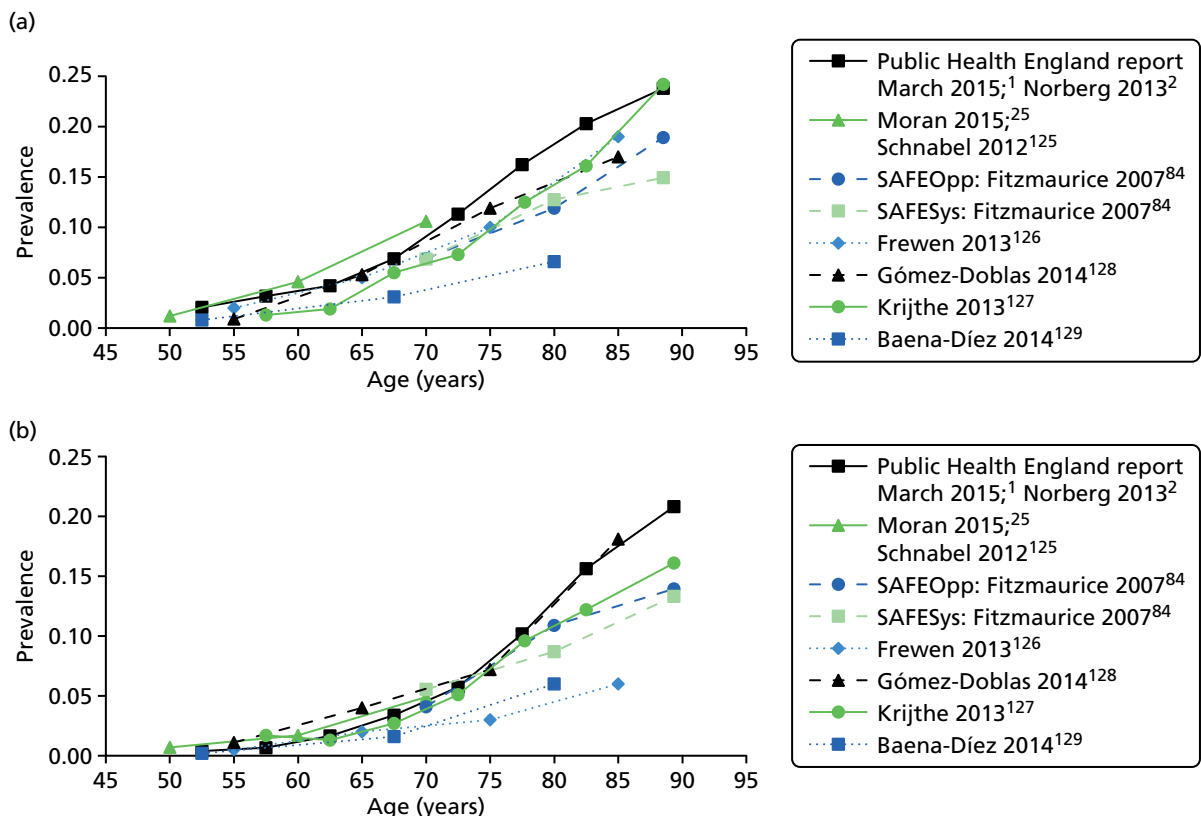 (a)
0.25
0.20
0.15
0.10
0.05
0.00
Prevalence
45 50 55 60 65 70 75 80 85 90 95
Age (years)
Public Health England report
March 2015;¹ Norberg 2013²
Moran 2015;²⁵
Schnabel 2012¹²⁵
SAFEOpp: Fitzmaurice 2007⁸⁴
SAFESys: Fitzmaurice 2007⁸⁴
Frewen 2013¹²⁶
Gómez-Doblas 2014¹²⁸
Krijthe 2013¹²⁷
Baena-Díez 2014¹²⁹
(b)
0.25
0.20
0.15
0.10
0.05
0.00
Prevalence
45 50 55 60 65 70 75 80 85 90 95
Age (years)
Public Health England report
March 2015;¹ Norberg 2013²
Moran 2015;²⁵
Schnabel 2012¹²⁵
SAFEOpp: Fitzmaurice 2007⁸⁴
SAFESys: Fitzmaurice 2007⁸⁴
Frewen 2013¹²⁶
Gómez-Doblas 2014¹²⁸
Krijthe 2013¹²⁷
Baena-Díez 2014¹²⁹